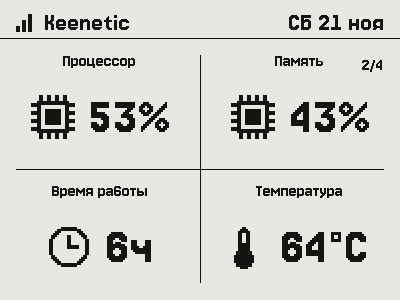 Keenetic
Сб 21 ноя
Процессор
Память
2/4
53%
43%
Время работы
Температура
6ч
64°C